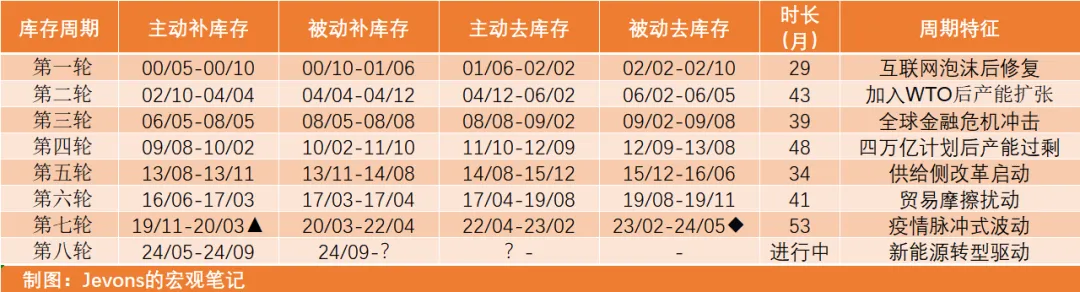 库存周期 主动补库存 被动补库存 主动去库存 被动去库存 时长(月) 周期特征
第一轮 00/05-00/10 00/10-01/06 01/06-02/02 02/02-02/10 29 互联网泡沫后修复
第二轮 02/10-04/04 04/04-04/12 04/12-06/02 06/02-06/05 43 加入WTO后产能扩张
第三轮 06/05-08/05 08/05-08/08 08/08-09/02 09/02-09/08 39 全球金融危机冲击
第四轮 09/08-10/02 10/02-11/10 11/10-12/09 12/09-13/08 48 四万亿计划后产能过剩
第五轮 13/08-13/11 13/11-14/08 14/08-15/12 15/12-16/06 34 供给侧改革启动
第六轮 16/06-17/03 17/03-17/04 17/04-19/08 19/08-19/11 41 贸易摩擦扰动
第七轮 19/11-20/03▲ 20/03-22/04 22/04-23/02 23/02-24/05◆ 53 疫情脉冲式波动
第八轮 24/05-24/09 24/09-？ ？- - 进行中 新能源转型驱动
制图：Jevons的宏观笔记